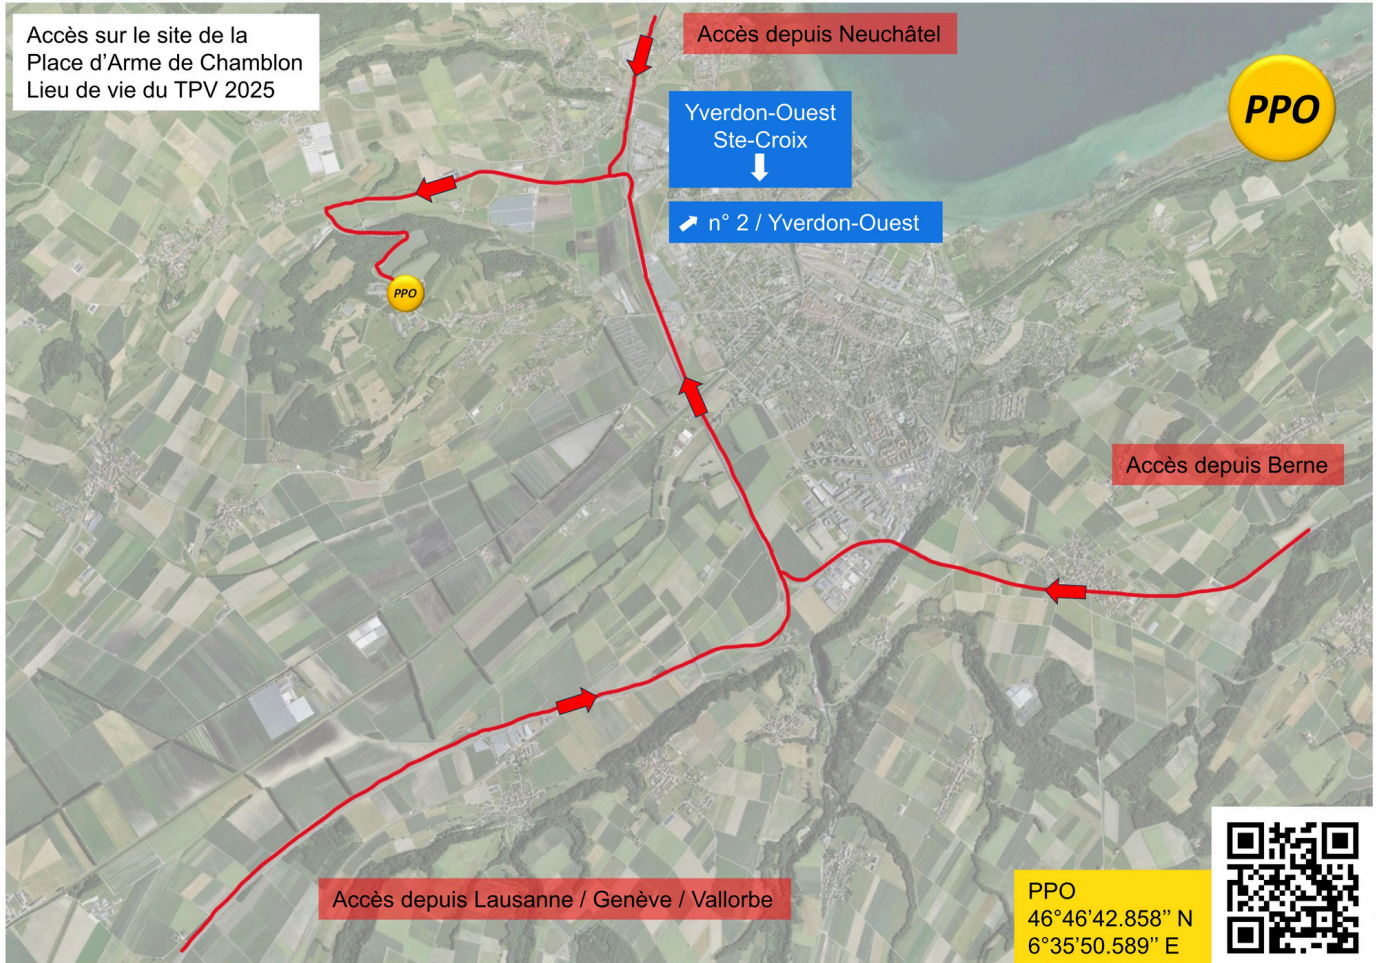 Accès sur le site de la
Place d’Arme de Chamblon
Lieu de vie du TPV 2025
Accès depuis Neuchâtel
PPO
Yverdon-Ouest
Ste-Croix
n° 2 / Yverdon-Ouest
PPO
Accès depuis Berne
Accès depuis Lausanne / Genève / Vallorbe
PPO
46°46’42.858’’ N
6°35’50.589’’ E